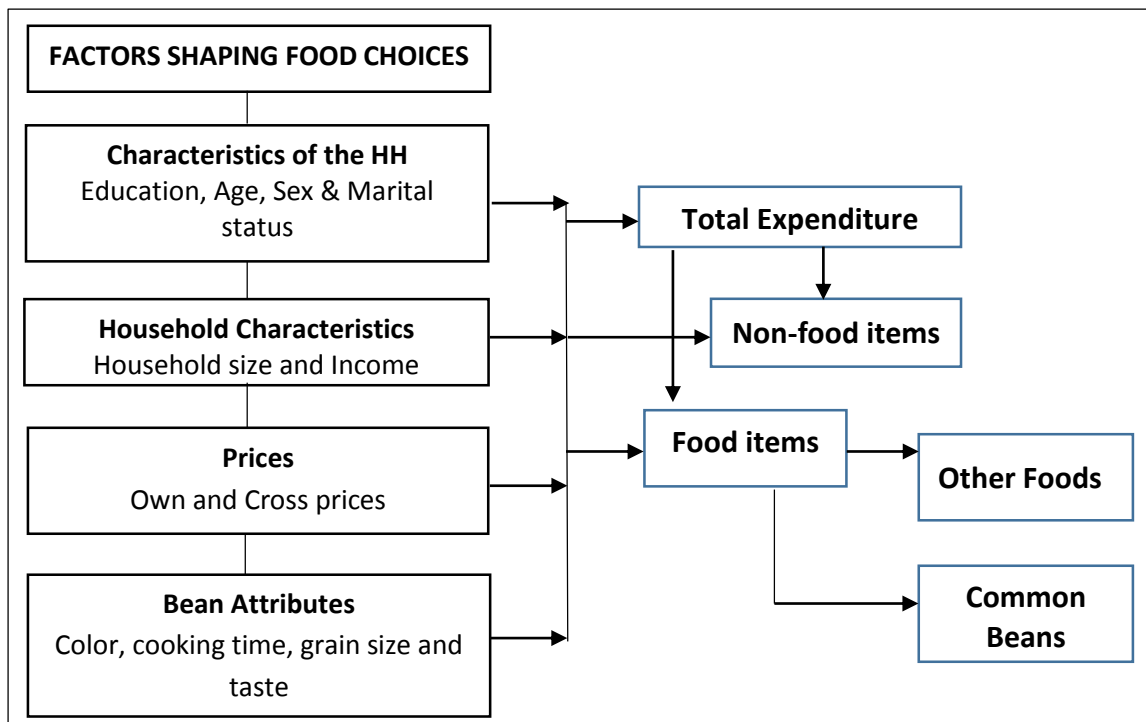 FACTORS SHAPING FOOD CHOICES
Characteristics of the HH
Education, Age, Sex & Marital
status
Household Characteristics
Household size and Income
Prices
Own and Cross prices
Bean Attributes
Color, cooking time, grain size and
taste
Total Expenditure
Non-food items
Food items
Other Foods
Common
Beans